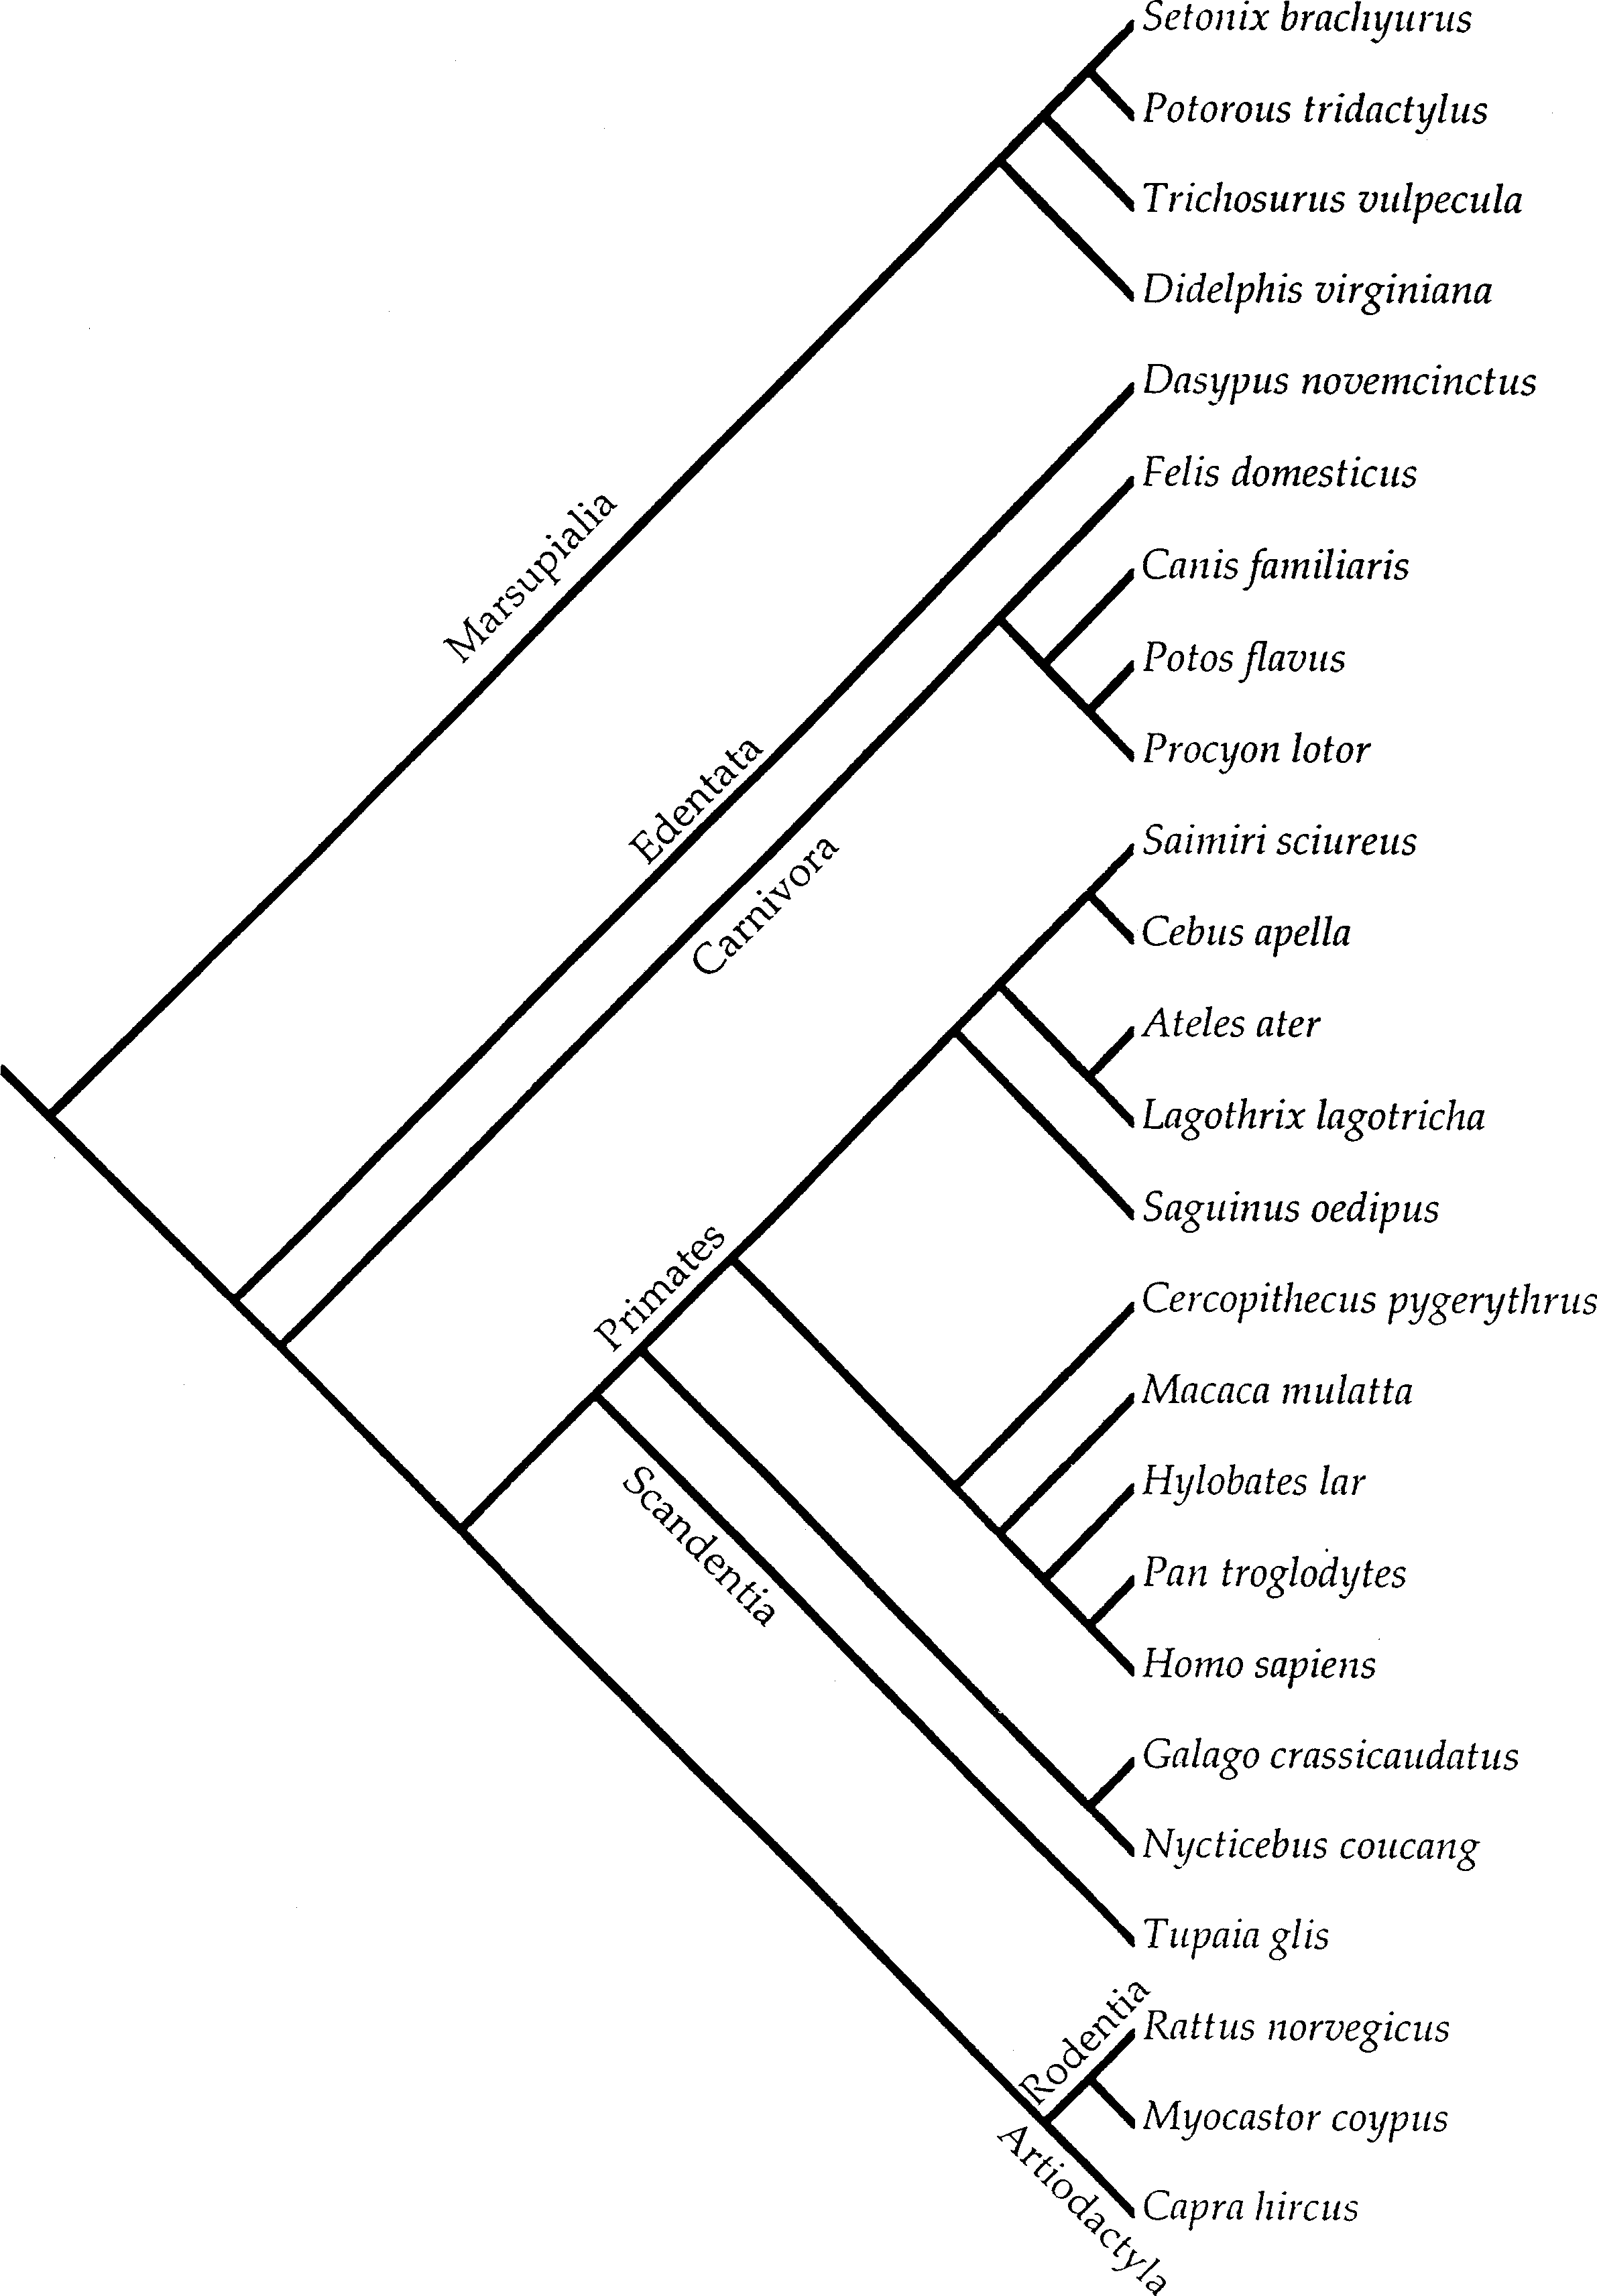 Setonix brachyurus
Potorous tridactylus
Trichosurus vulpecula
Didelphis virginiana
Dasypus novemcinctus
Felis domesticus
Canis familiaris
Marsupialia
Potos flavus
Procyon lotor
Edentata
Saimiri sciureus
Carnivora
Cebus apella
Ateles ater
Lagothrix lagotricha
Saguinus oedipus
Primates
Cercopithecus pygerythrus
Macaca mulatta
Hylobates lar
Scandentia
Pan troglodytes
Homo sapiens
Galago crassicaudatus
Nycticebus coucang
Tupaia glis
Rodentia
Rattus norvegicus
Myocastor coypus
Artiodactyla
Capra hircus